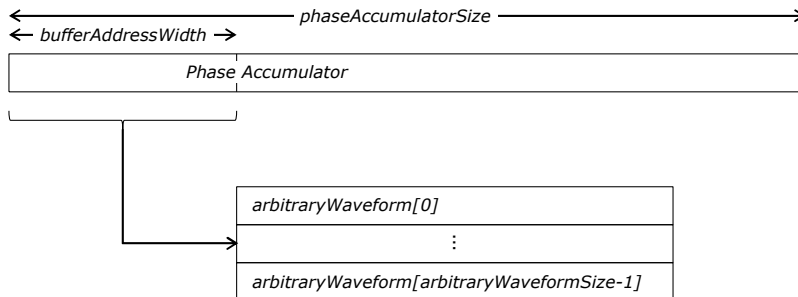 phaseAccumulatorSize
bufferAddressWidth
Phase Accumulator
arbitraryWaveform[0]
⋮
arbitraryWaveform[arbitraryWaveformSize-1]